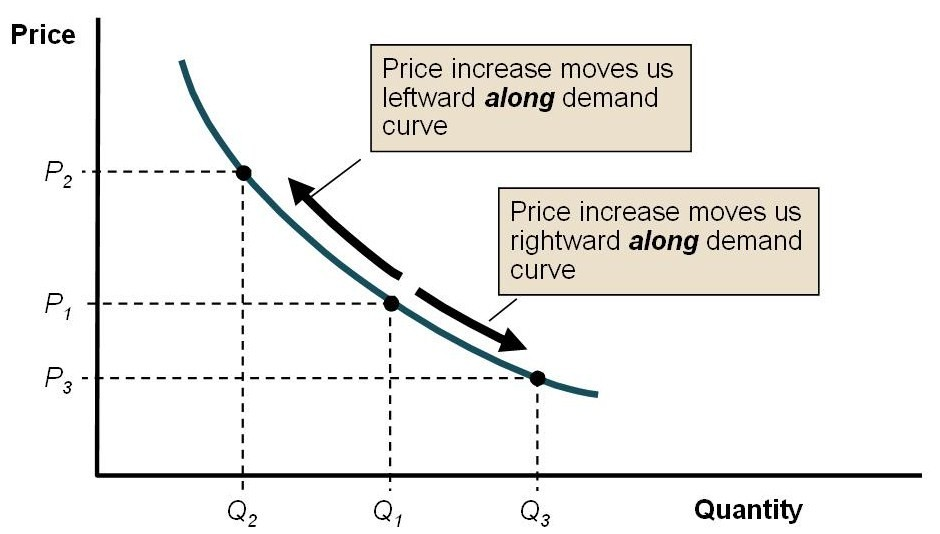 Price
Price increase moves us
leftward along demand
curve
P2
Price increase moves us
rightward along demand
curve
P1
P3
Q2
Q1
Q3
Quantity